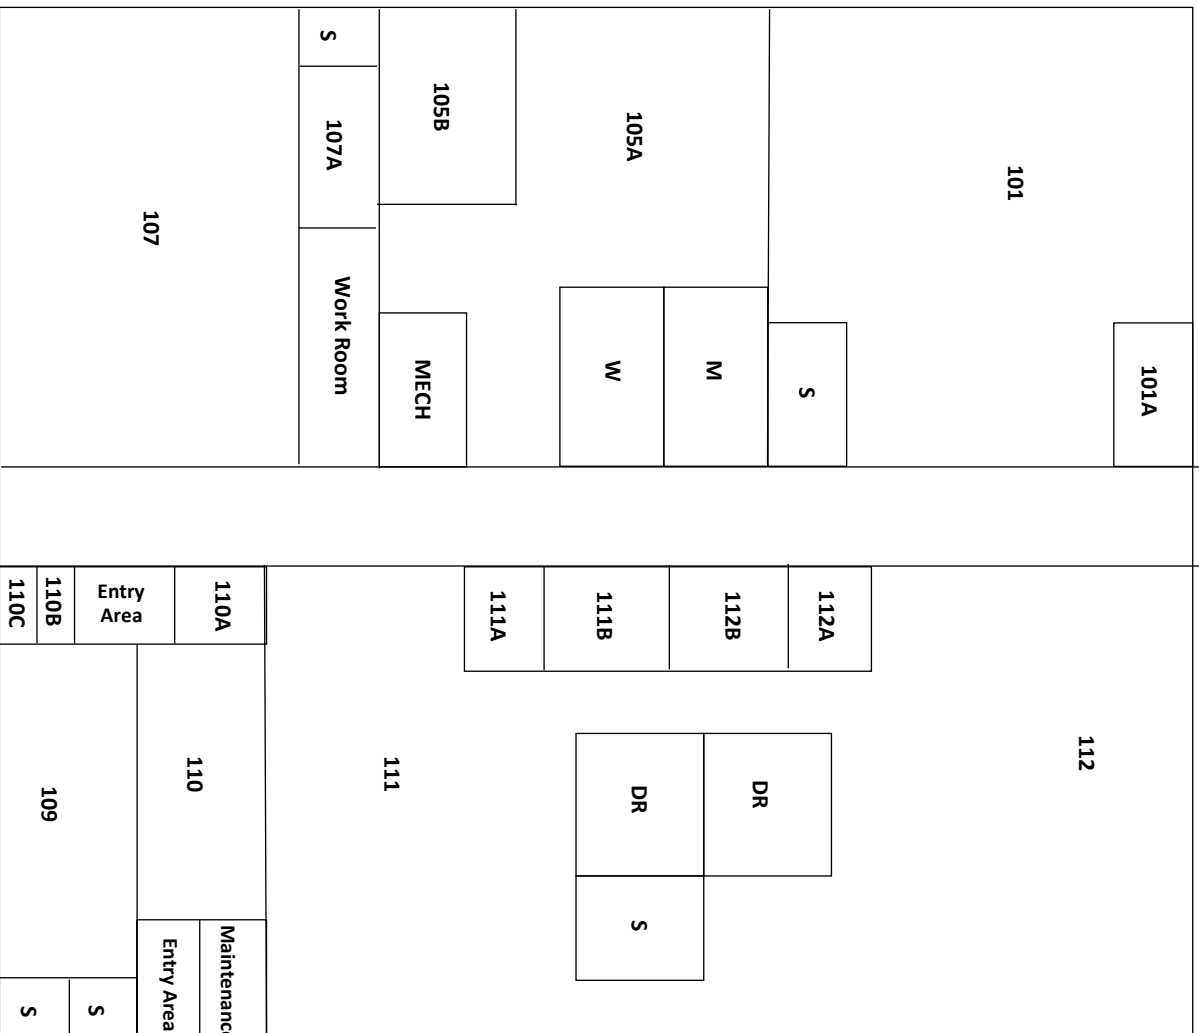 S
105B
107A
105A
101
107
Work Room
MECH
W
M
S
101A
110C
110B
Entry
Area
110A
111A
111B
112B
112A
109
110
111
DR
DR
112
S
S
S
Entry Area
Maintenance